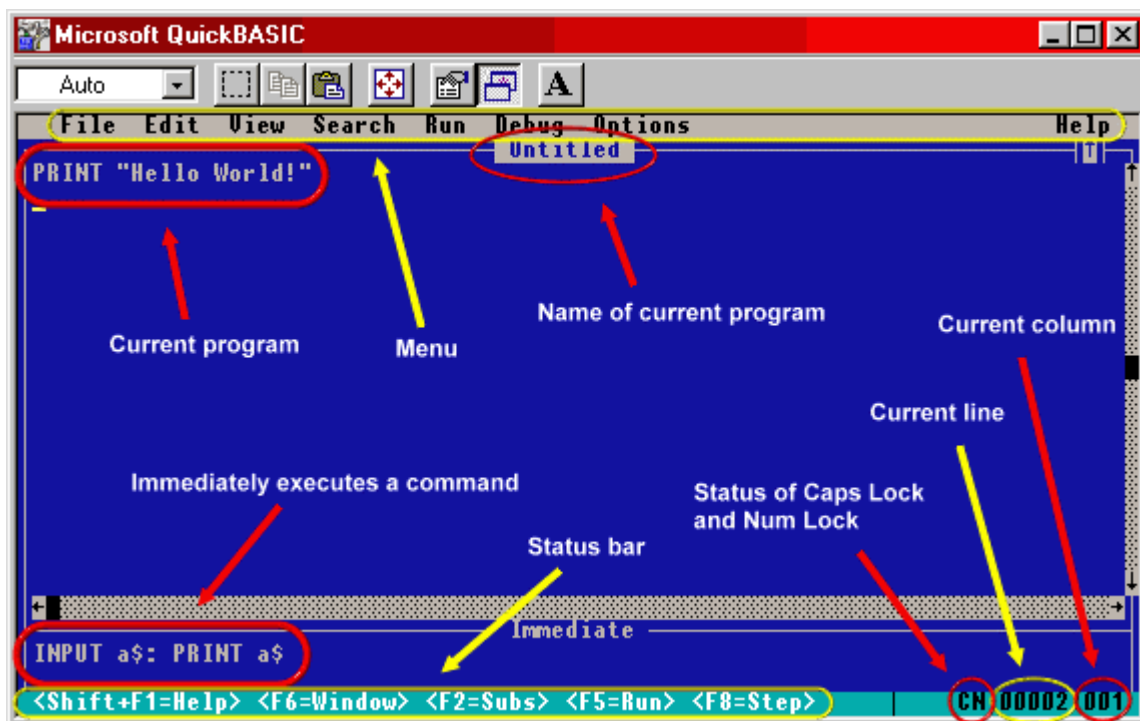 Microsoft QuickBASIC
Auto
A
File Edit View Search Run Debug Options Help
Untitled
PRINT "Hello World!"
Name of current program
Current column
Current program
Menu
Current line
Immediately executes a command
Status of Caps Lock
and Num Lock
Status bar
Immediate
INPUT a$: PRINT a$
<Shift+F1=Help> <F6=Window> <F2=Subs> <F5=Run> <F8=Step> CN 00002 001